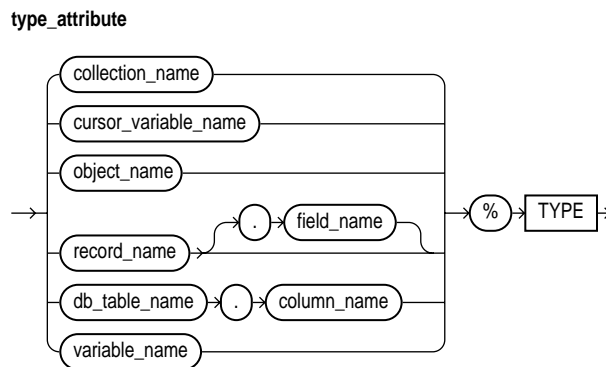 type_attribute
collection_name
cursor_variable_name
object_name
. field_name
record_name
% TYPE
db_table_name . column_name
variable_name